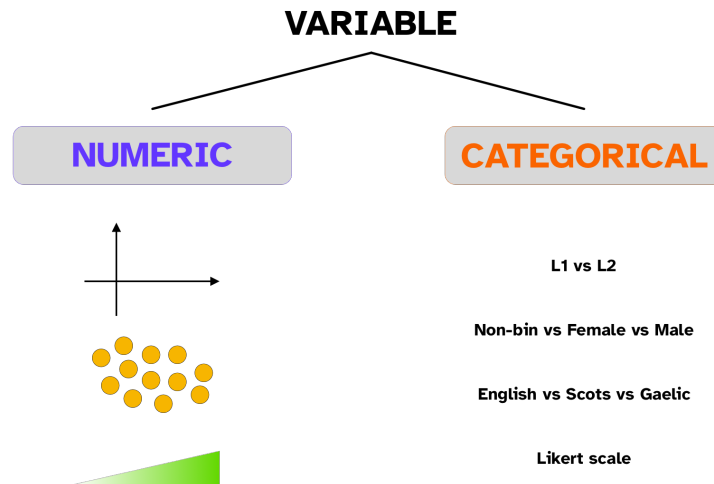 VARIABLE
NUMERIC
CATEGORICAL
L1 vs L2
Non-bin vs Female vs Male
English vs Scots vs Gaelic
Likert scale